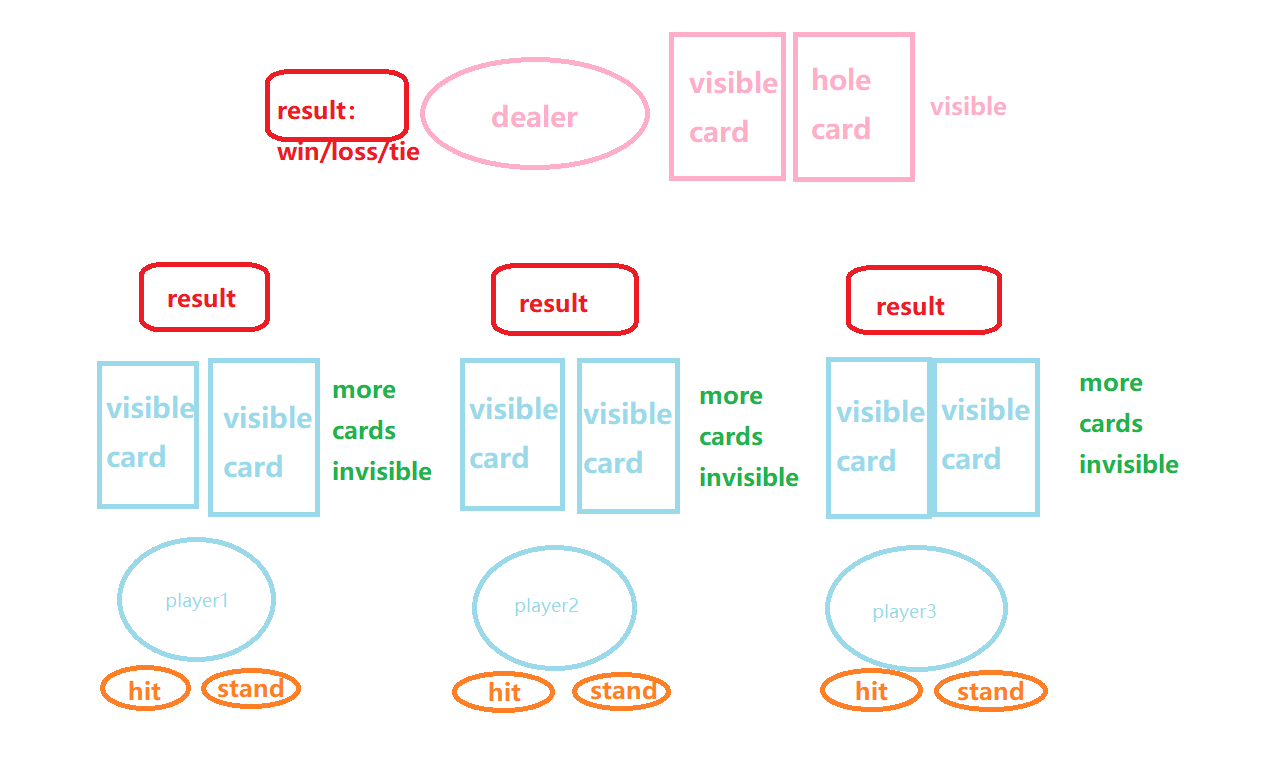 result:
win/loss/tie
dealer
visible
card
hole
card
visible
result
result
result
visible
card
visible
card
more
cards
invisible
visible
card
visible
card
more
cards
invisible
visible
card
visible
card
more
cards
invisible
player1
player2
player3
hit
stand
hit
stand
hit
stand